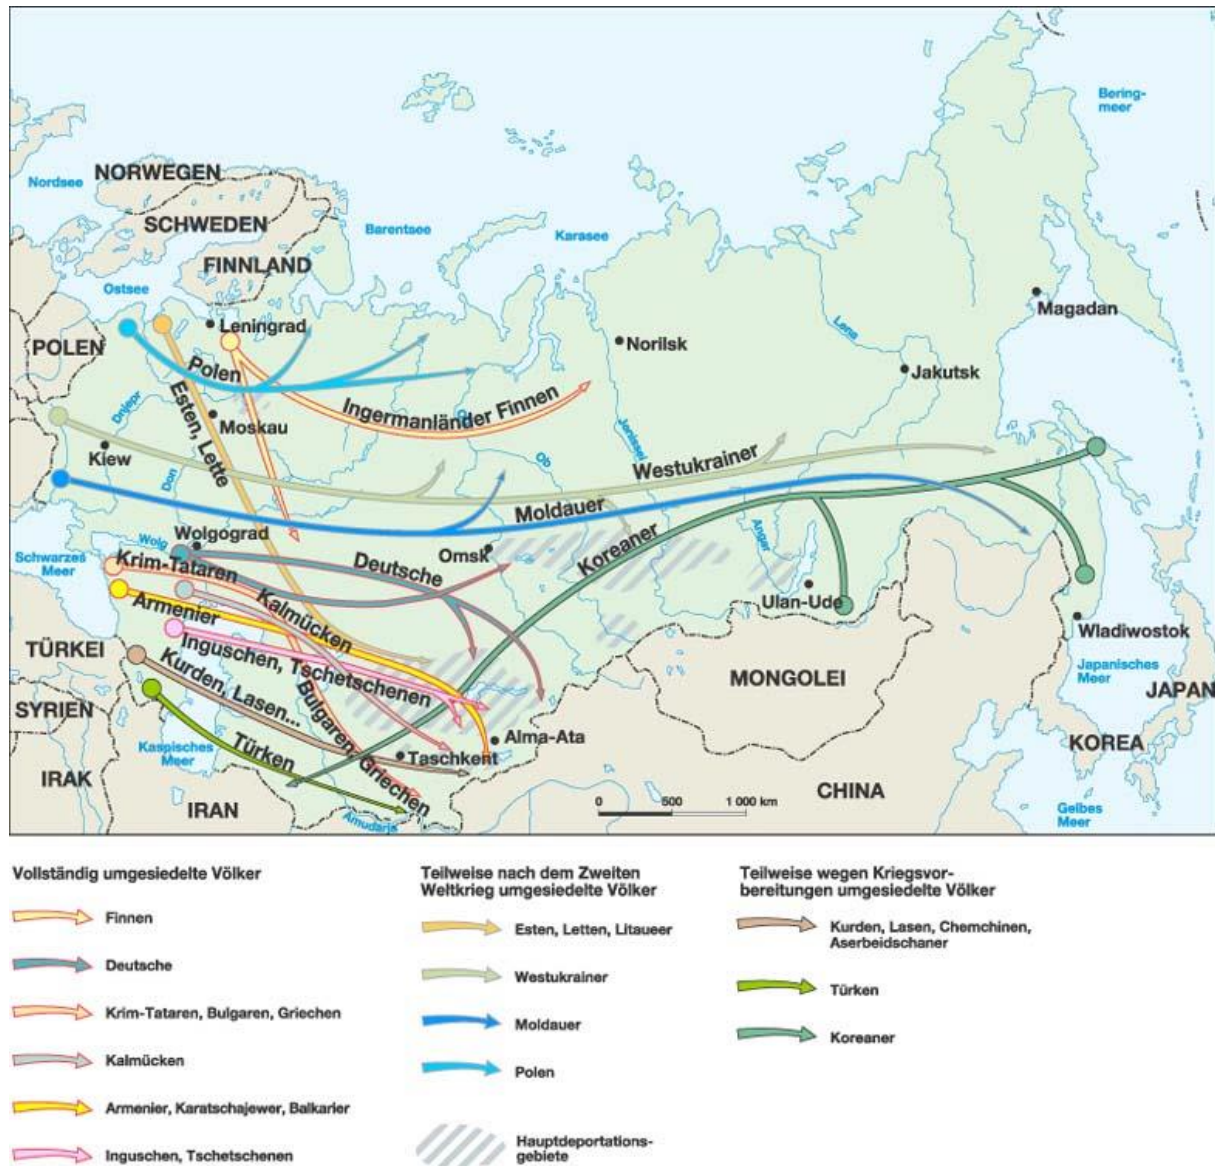 Bering-
meer
NORWEGEN
Nordsee
SCHWEDEN
Barentsee
Karasee
FINNLAND
Ostsee
Magadan
Leningrad
Lena
POLEN
Norilsk
Polen
Jakutsk
Esten, Lette
Ingermanländer Finnen
Dnjepr
Moskau
Ob
Jenissei
Kiew
Westukrainer
Don
Ob
Moldauer
Wolgograd
Wolg
Angar
Koreaner
Schwarzes
Meer
Krim-Tataren
Deutsche
Omsk
Kalmücken
Ulan-Ude
Armenier
Wladiwostok
TÜRKEI
Inguschen, Tschetschenen
Japanisches
Meer
Kurden, Lasen...
MONGOLEI
JAPAN
SYRIEN
Bulgaren Griechen
Alma-Ata
KOREA
Kaspisches
Meer
Türken
Taschkent
IRAK
IRAN
CHINA
0 500 1 000 km
Gelbes
Meer
Amudarja
Vollständig umgesiedelte Völker
Finnen
Deutsche
Krim-Tataren, Bulgaren, Griechen
Kalmücken
Armenier, Karatschajewer, Balkarier
Inguschen, Tschetschenen
Teilweise nach dem Zweiten
Weltkrieg umgesiedelte Völker
Esten, Letten, Litaueer
Westukrainer
Moldauer
Polen
Hauptdeportations-
gebiete
Teilweise wegen Kriegsvor-
bereitungen umgesiedelte Völker
Kurden, Lasen, Chemchinen,
Aserbeidschaner
Türken
Koreaner